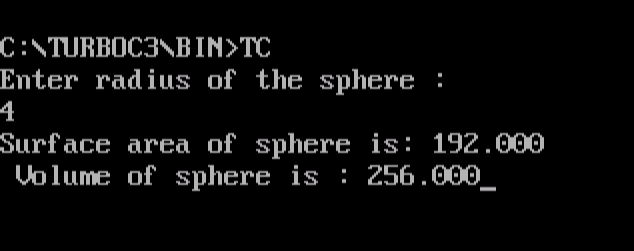 C:\TURBOC3\BIN>TC
Enter radius of the sphere :
4
Surface area of sphere is: 192.000
 Volume of sphere is : 256.000_